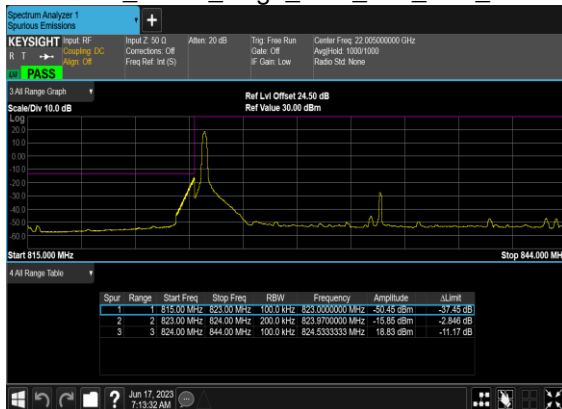 Spectrum Analyzer 1
Spurious Emissions
KEYSIGHT Input: RF
R T Coupling: DC
Align: Off
Input Z: 50 Ω
Corrections: Off
Freq Ref: Int (S)
Atten: 20 dB
Trig: Free Run
Gate: Off
IF Gain: Low
Center Freq: 22.005000000 GHz
Avg|Hold: 1000/1000
Radio Std: None
PASS
3 All Range Graph
Scale/Div 10.0 dB
Ref Lvl Offset 24.50 dB
Ref Value 30.00 dBm
Log
20.0
10.0
0.00
-10.0
-20.0
-30.0
-40.0
-50.0
-60.0
Start 815.000 MHz
Stop 844.000 MH
4 All Range Table
Spur Range Start Freq Stop Freq RBW Frequency Amplitude ΔLimit
1 1 815.00 MHz 823.00 MHz 100.0 kHz 823.0000000 MHz -50.45 dBm -37.45 dB
2 2 823.00 MHz 824.00 MHz 200.0 kHz 823.9700000 MHz -15.85 dBm -2.846 dB
3 3 824.00 MHz 844.00 MHz 100.0 kHz 824.5333333 MHz 18.83 dBm -11.17 dB
Jun 17, 2023
7:13:32 AM